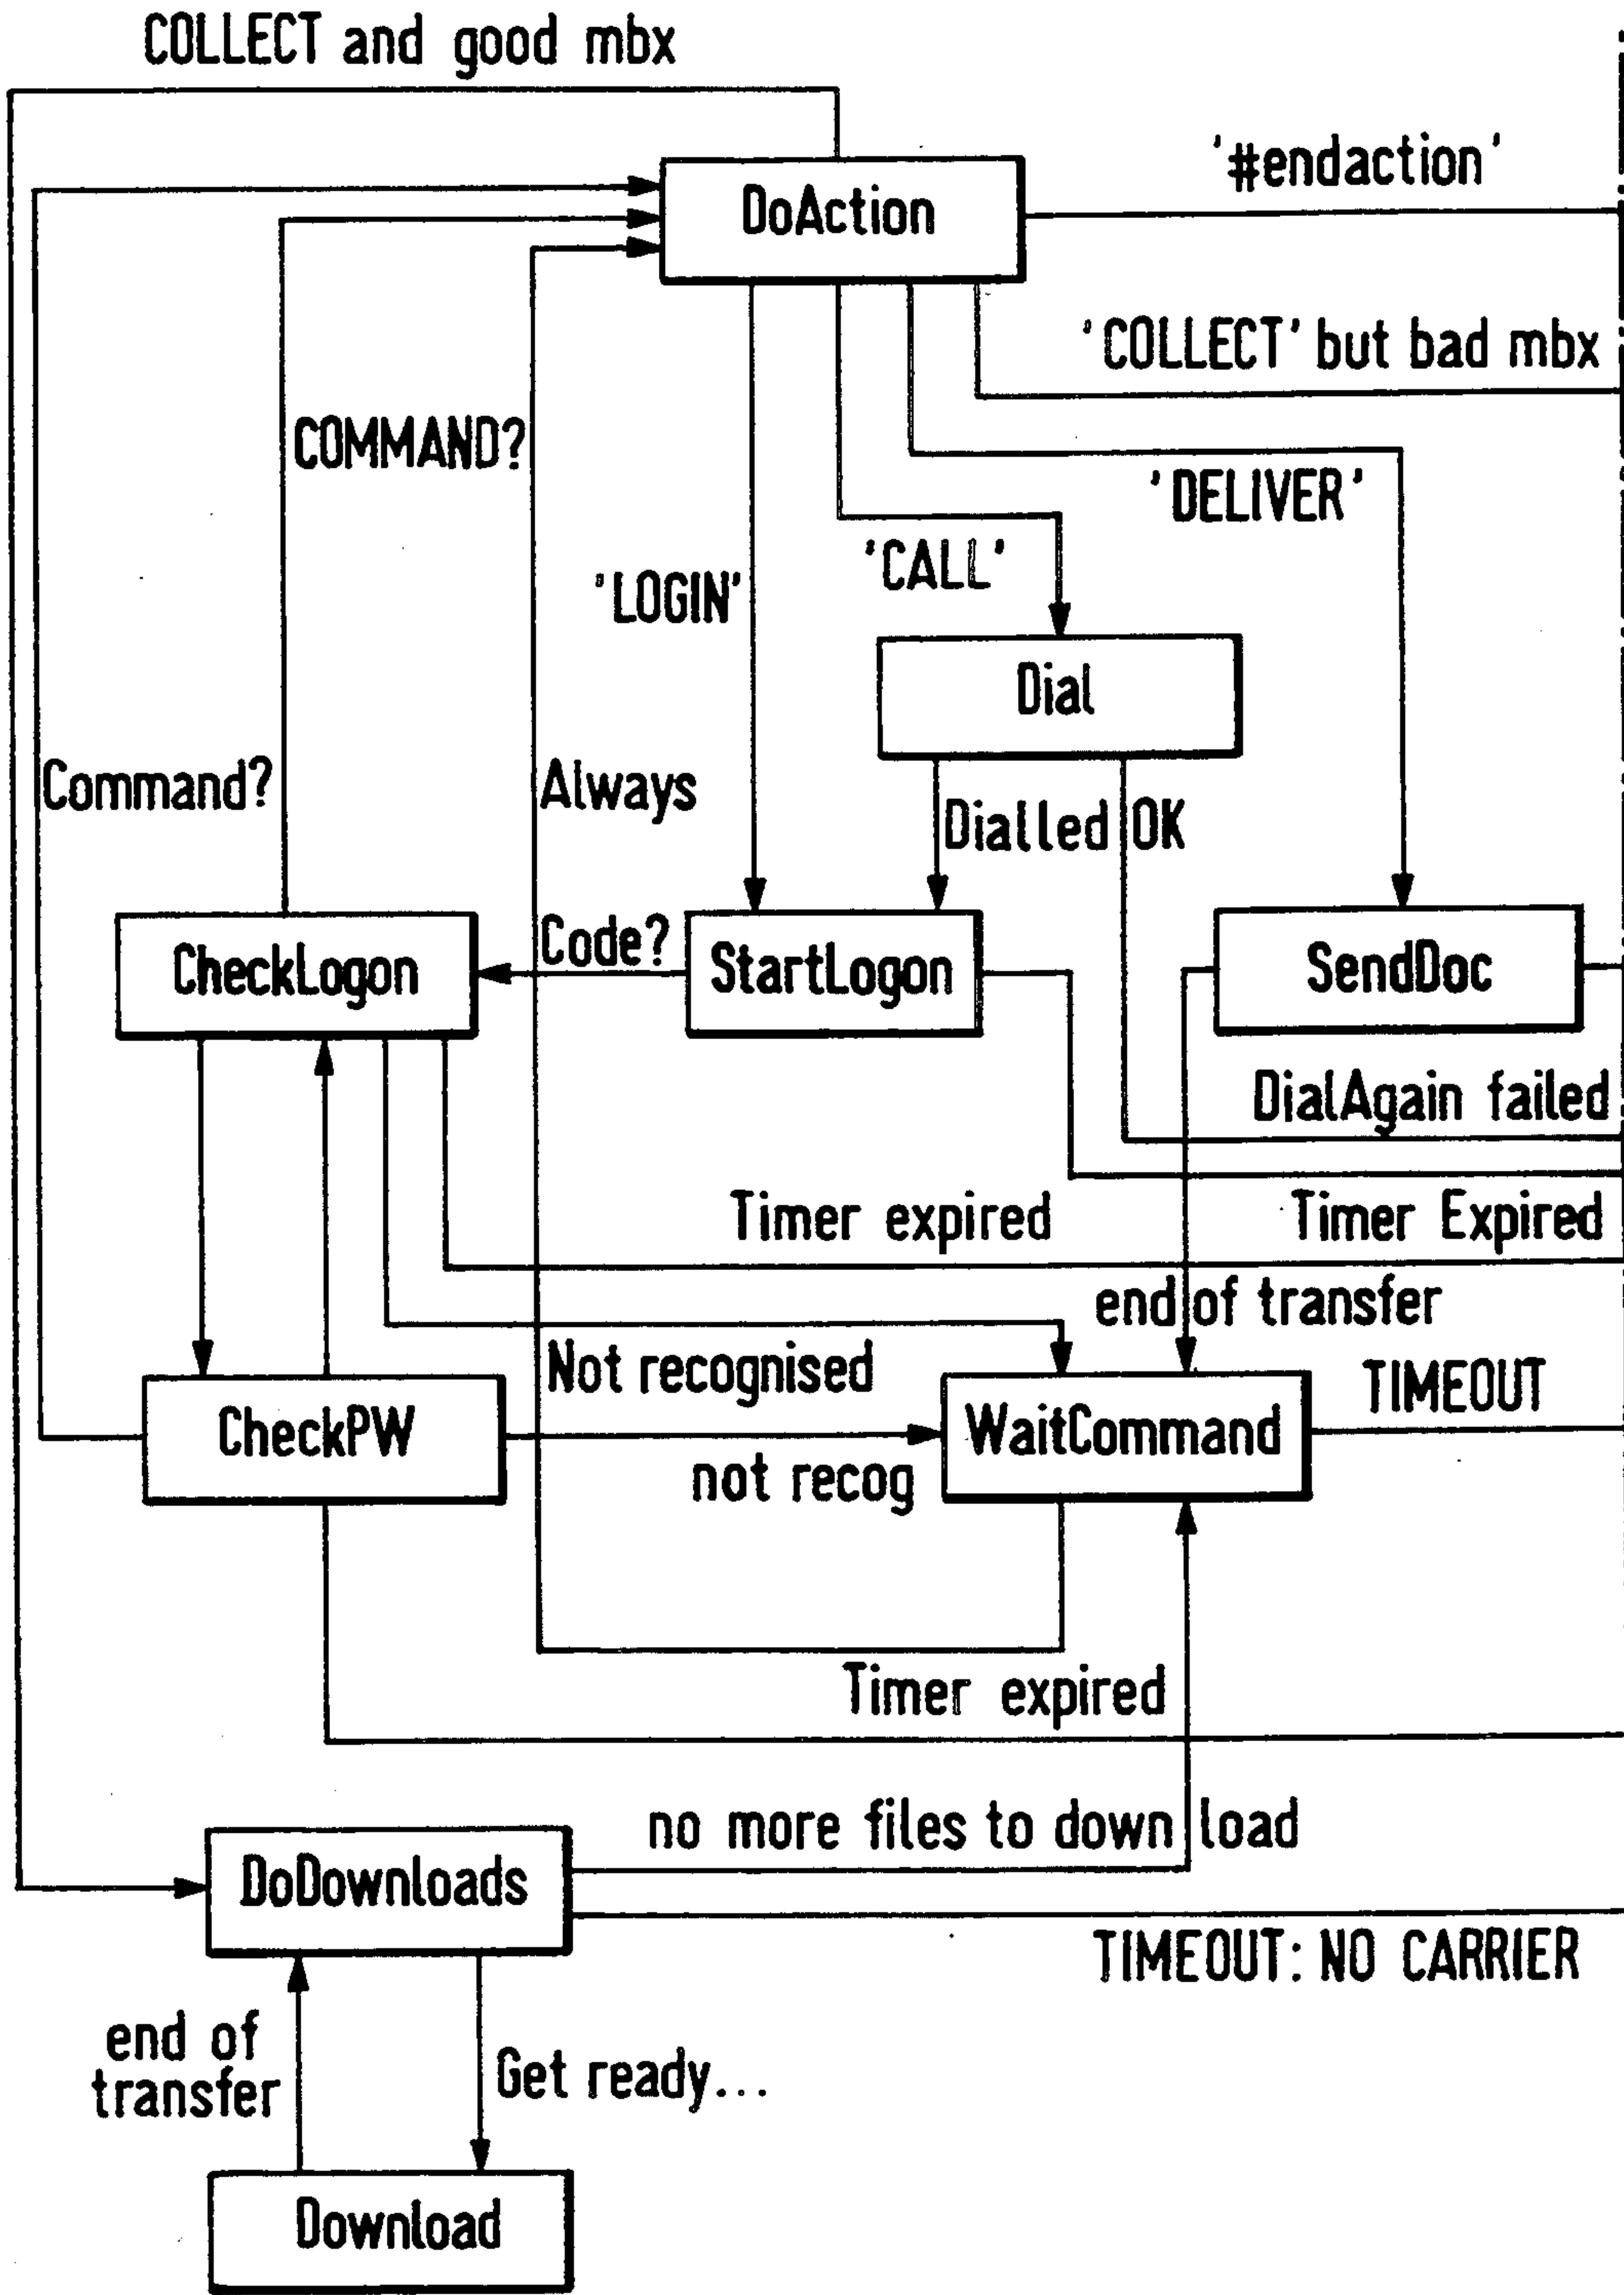 COLLECT and good mbx
'#endaction'
DoAction
'COLLECT' but bad mbx
COMMAND?
'DELIVER'
'CALL'
'LOGIN'
Dial
Command?
Always
Dialled OK
Code?
CheckLogon
StartLogon
SendDoc
DialAgain failed
Timer expired
Timer Expired
end of transfer
Not recognised
TIMEOUT
CheckPW
WaitCommand
not recog
Timer expired
no more files to down load
DoDownloads
TIMEOUT: NO CARRIER
end of
transfer
Get ready...
Download